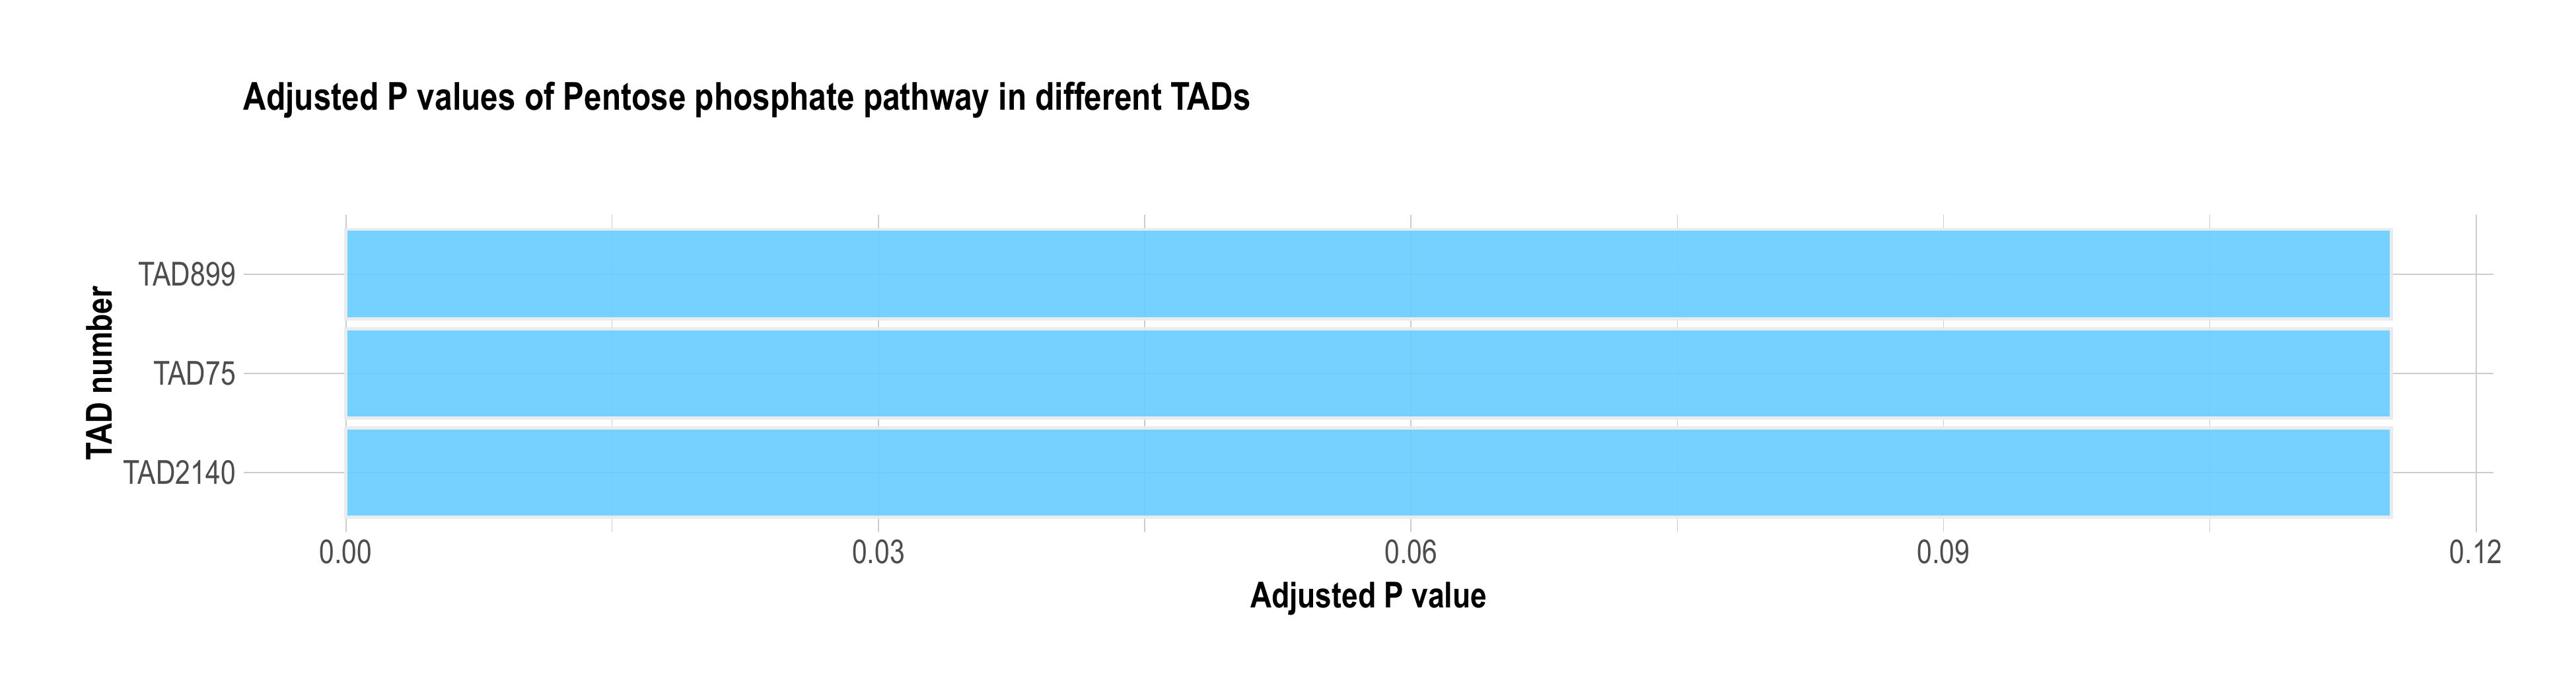 Adjusted P values of Pentose phosphate pathway in different TADs
TAD number
TAD899
TAD75
TAD2140
0.00 0.03 0.06 0.09 0.12
Adjusted P value